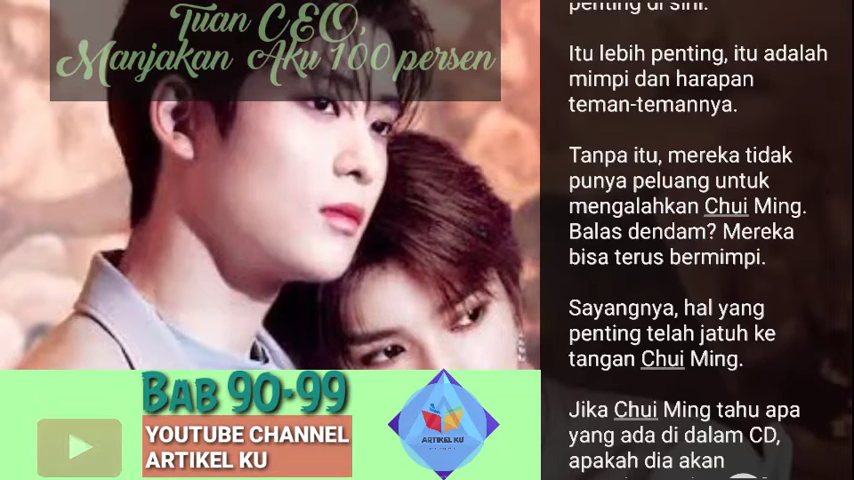 Tuan CEO,
Manjakan Aku 100 persen
BAB 90-99
YOUTUBE CHANNEL
ARTIKEL KU
ARTIKEL KU
penting di sini.
Itu lebih penting, itu adalah
mimpi dan harapan
teman-temannya.
Tanpa itu, mereka tidak
punya peluang untuk
mengalahkan Chui Ming.
Balas dendam? Mereka
bisa terus bermimpi.
Sayangnya, hal yang
penting telah jatuh ke
tangan Chui Ming.
Jika Chui Ming tahu apa
yang ada di dalam CD,
apakah dia akan